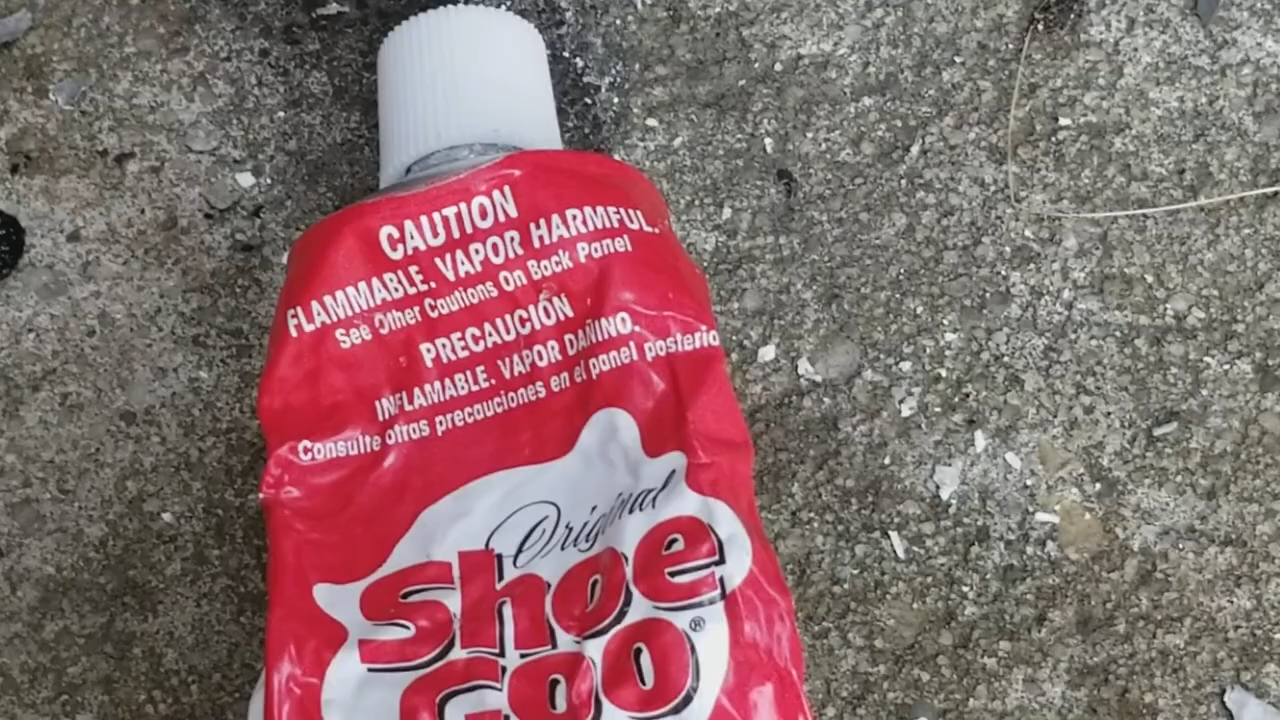 CAUTION
FLAMMABLE. VAPOR HARMFUL.
See Other Cautions On Back Panel
PRECAUCIÓN
INFLAMABLE. VAPOR DAÑINO.
Consulte otras precauciones en el panel posterio
Original
Shoe
Goo®